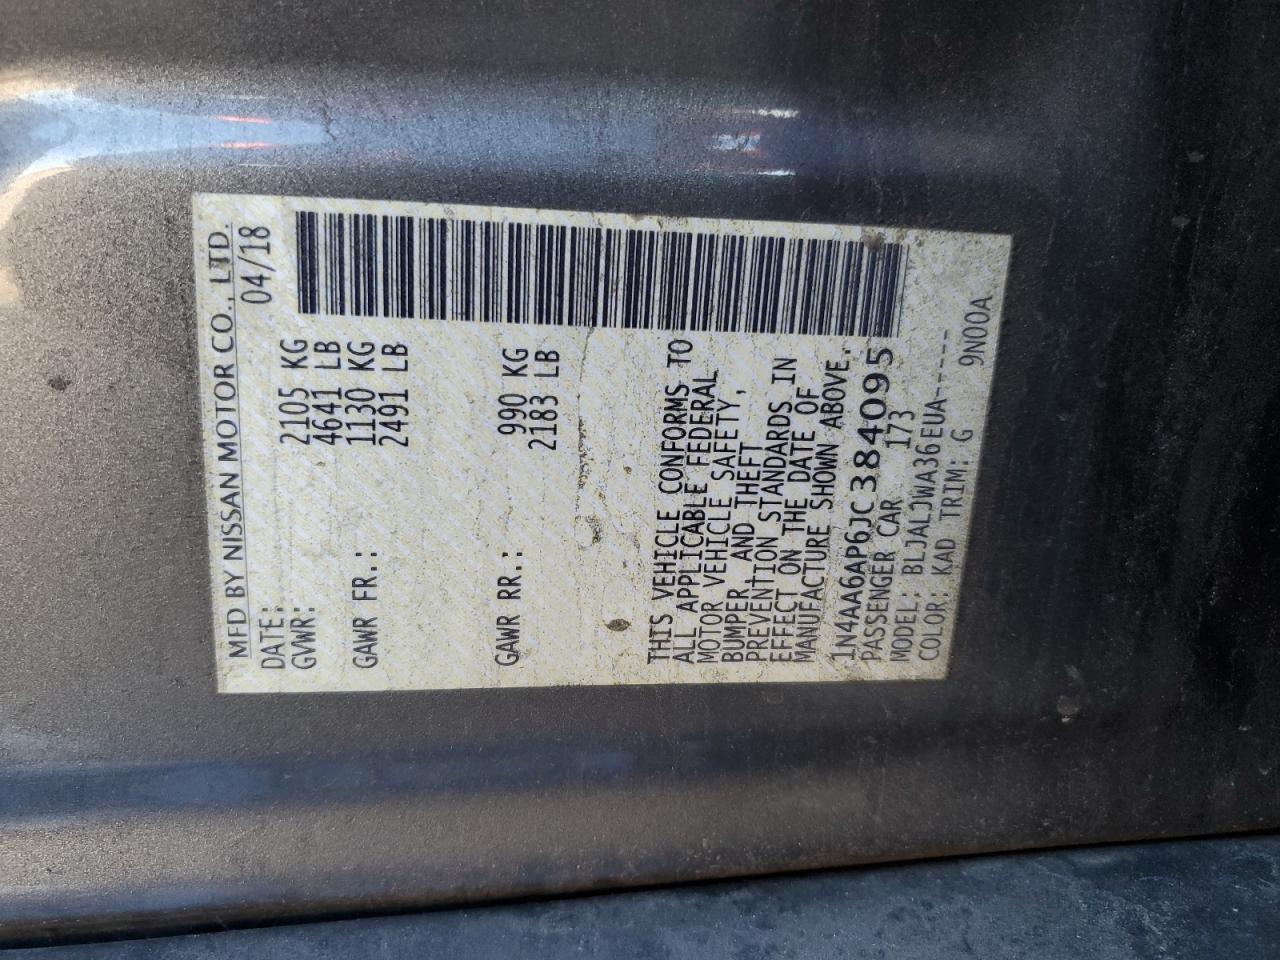 MFD BY NISSAN MOTOR CO., LTD.
DATE: 04/18
GVWR: 2105 KG
4641 LB
GAWR FR.: 1130 KG
2491 LB
GAWR RR.: 990 KG
2183 LB
THIS VEHICLE CONFORMS TO
ALL APPLICABLE FEDERAL
MOTOR VEHICLE SAFETY,
BUMPER AND THEFT
PREVENTION STANDARDS IN
EFFECT ON THE DATE OF
MANUFACTURE SHOWN ABOVE.
1N4AA6AP6JC384095
PASSENGER CAR 173
MODEL: BLJALJWA36EUA-----
COLOR: KAD TRIM: G 9N00A